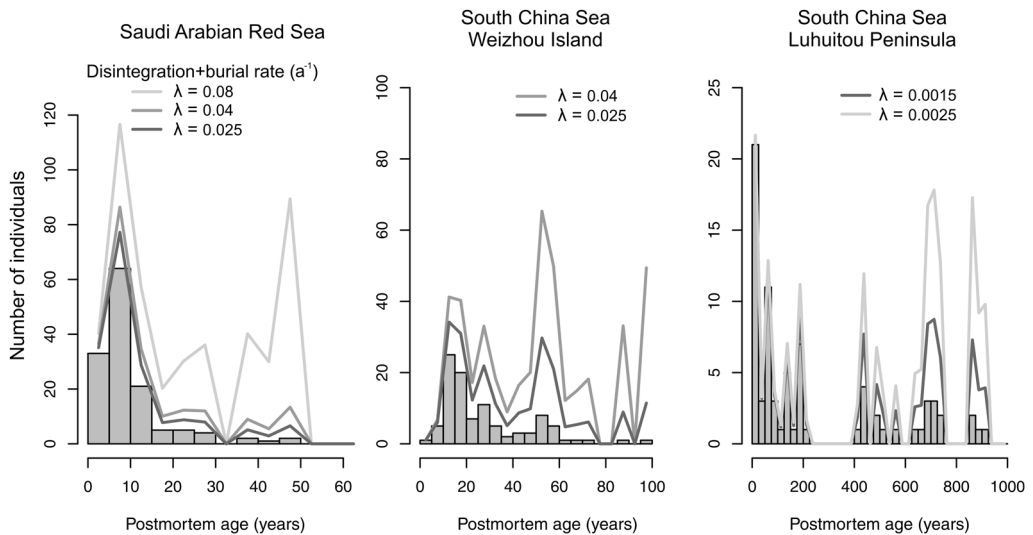 Saudi Arabian Red Sea
Disintegration+burial rate (a⁻¹)
λ = 0.08
λ = 0.04
λ = 0.025
Number of individuals
0 20 40 60 80 100 120
0 10 20 30 40 50 60
Postmortem age (years)
South China Sea
Weizhou Island
λ = 0.04
λ = 0.025
0 20 40 60 80 100
0 20 40 60 80 100
Postmortem age (years)
South China Sea
Luhuitou Peninsula
λ = 0.0015
λ = 0.0025
0 5 10 15 20 25
0 200 400 600 800 1000
Postmortem age (years)